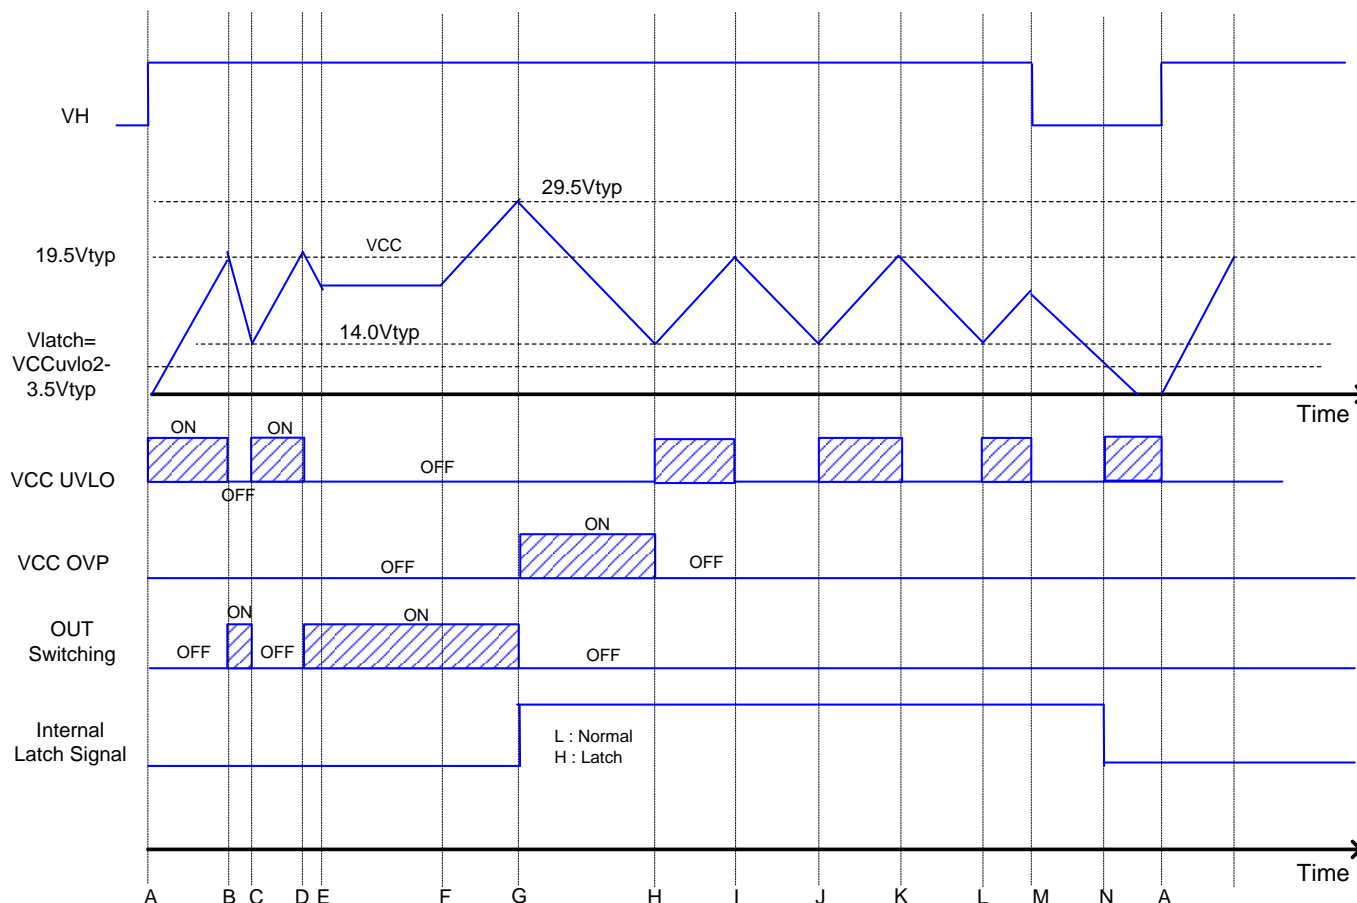 VH
29.5Vtyp
19.5Vtyp
VCC
14.0Vtyp
Vlatch=
VCCuvlo2-
3.5Vtyp
Time
ON
ON
VCC UVLO
OFF
OFF
ON
VCC OVP
OFF
OFF
ON
ON
OUT
Switching
OFF
OFF
OFF
Internal
Latch Signal
L : Normal
H : Latch
Time
A B C D E F G H I J K L M N A